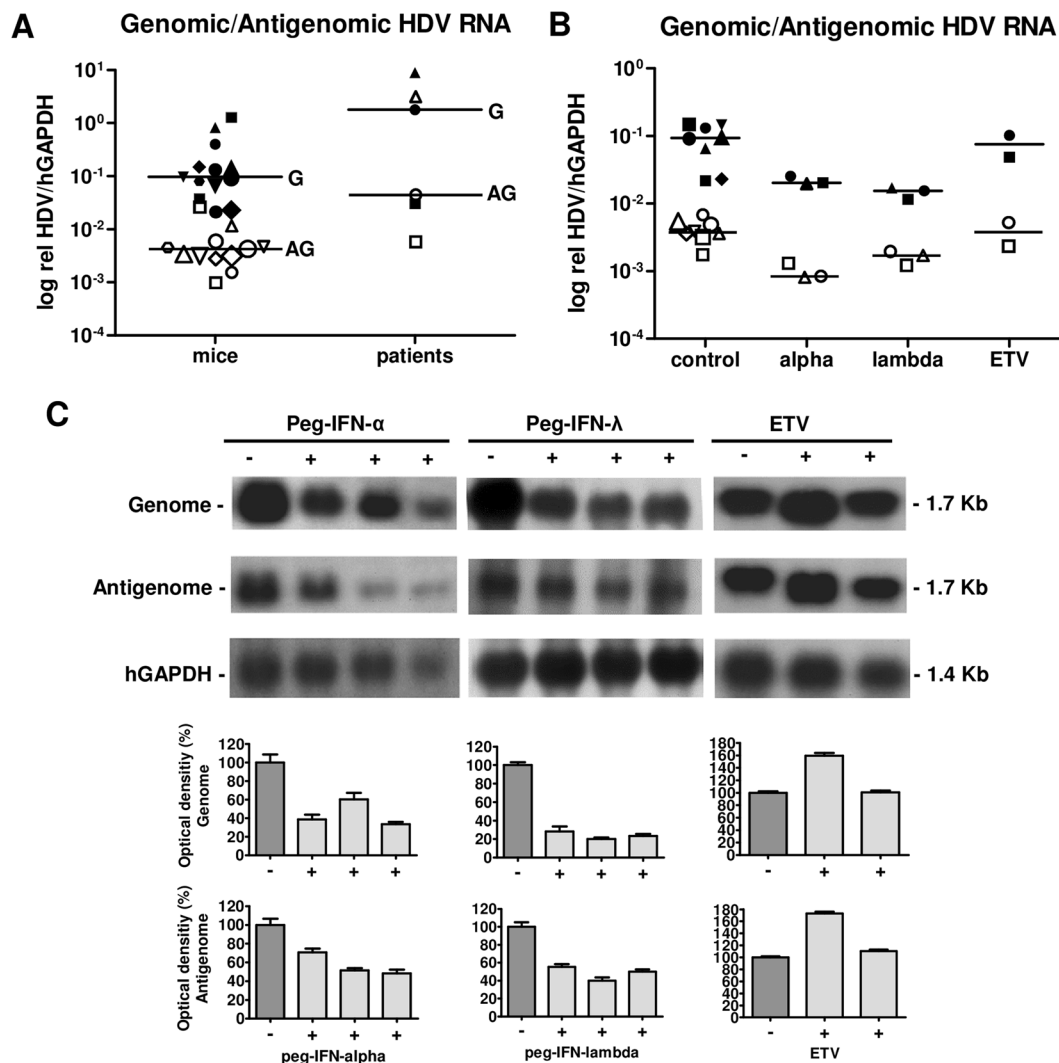 A
Genomic/Antigenomic HDV RNA
log rel HDV/hGAPDH
10^1
10^0
10^-1
10^-2
10^-3
10^-4
G
AG
G
AG
mice
patients
B
Genomic/Antigenomic HDV RNA
log rel HDV/hGAPDH
10^0
10^-1
10^-2
10^-3
10^-4
control
alpha
lambda
ETV
C
Peg-IFN-α
Peg-IFN-λ
ETV
- + + +
- + + +
- + +
Genome -
- 1.7 Kb
Antigenome -
- 1.7 Kb
hGAPDH -
- 1.4 Kb
Optical densitiy (%)
Genome
120
100
80
60
40
20
0
- + + +
120
100
80
60
40
20
0
- + + +
180
160
140
120
100
80
60
40
20
0
- + +
Optical densitiy (%)
Antigenome
120
100
80
60
40
20
0
- + + +
peg-IFN-alpha
120
100
80
60
40
20
0
- + + +
peg-IFN-lambda
180
160
140
120
100
80
60
40
20
0
- + +
ETV